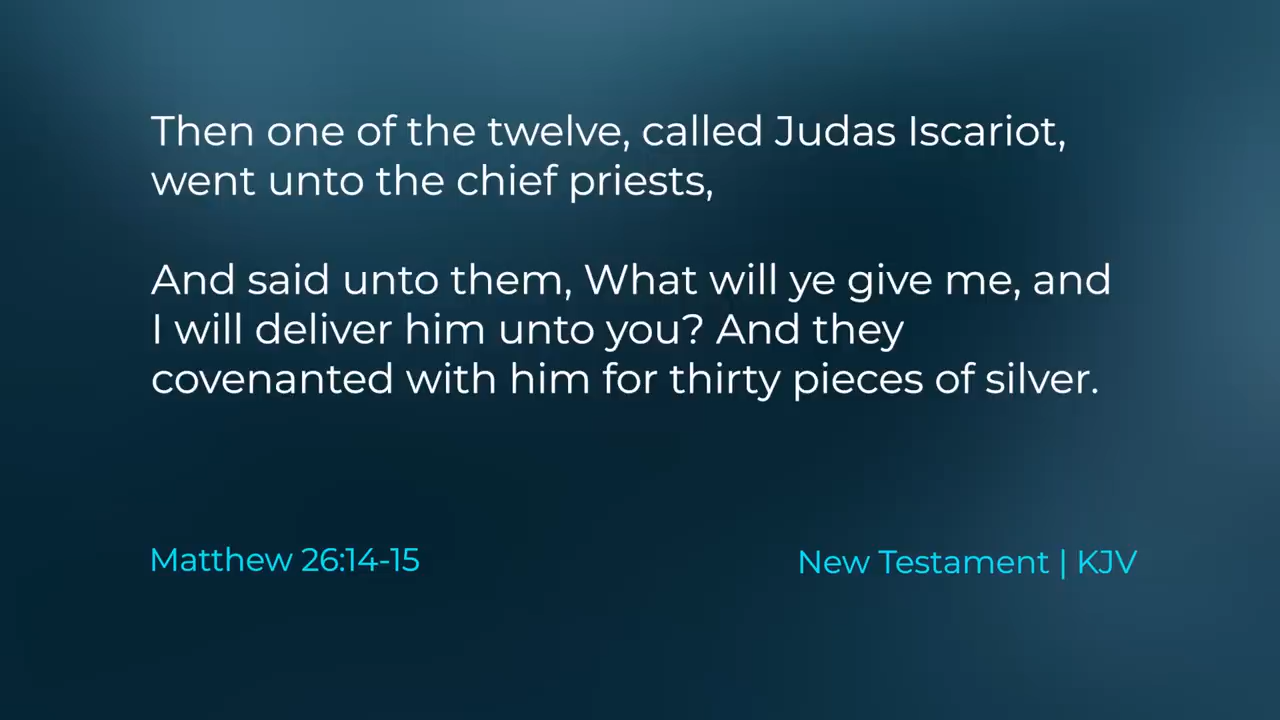 Then one of the twelve, called Judas Iscariot,
went unto the chief priests,
And said unto them, What will ye give me, and
I will deliver him unto you? And they
covenanted with him for thirty pieces of silver.
Matthew 26:14-15
New Testament | KJV